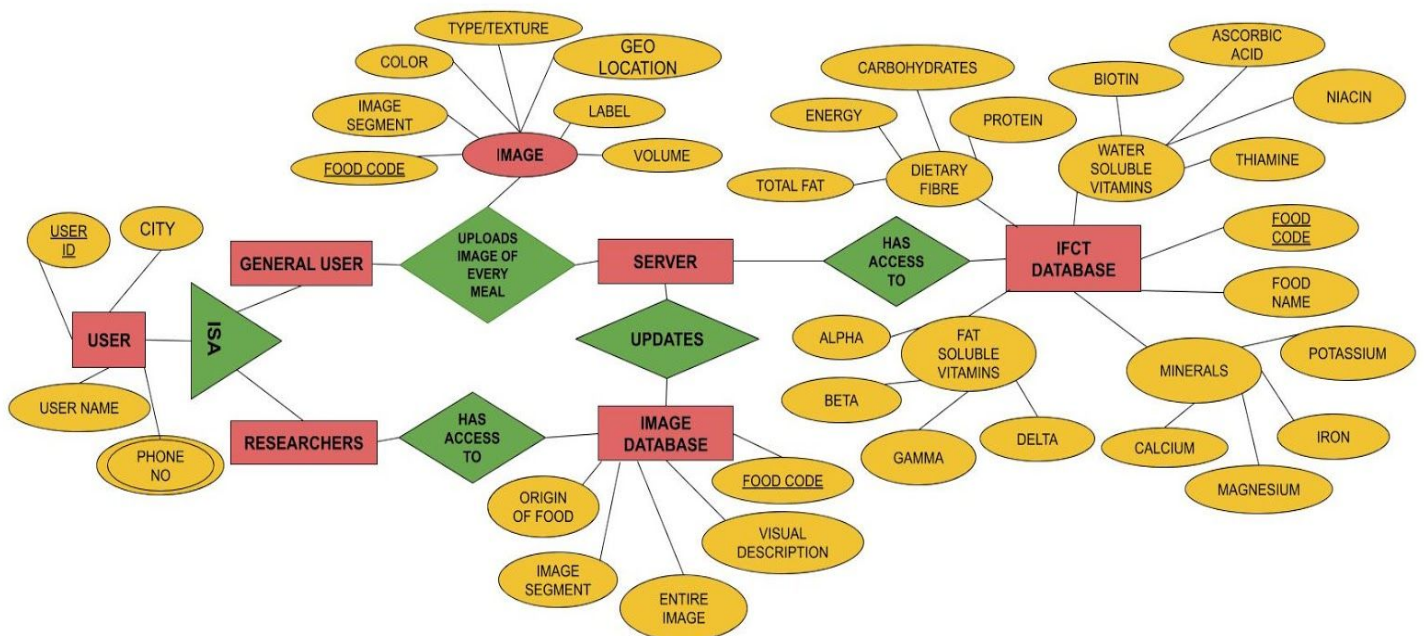 TYPE/TEXTURE
GEO
LOCATION
COLOR
IMAGE
SEGMENT
LABEL
FOOD CODE
IMAGE
VOLUME
ASCORBIC
ACID
CARBOHYDRATES
BIOTIN
NIACIN
ENERGY
PROTEIN
WATER
SOLUBLE
VITAMINS
THIAMINE
TOTAL FAT
DIETARY
FIBRE
USER
ID
CITY
GENERAL USER
UPLOADS
IMAGE OF
EVERY
MEAL
SERVER
HAS
ACCESS
TO
IFCT
DATABASE
FOOD
CODE
FOOD
NAME
USER
ISA
UPDATES
ALPHA
FAT
SOLUBLE
VITAMINS
MINERALS
POTASSIUM
USER NAME
BETA
RESEARCHERS
HAS
ACCESS
TO
IMAGE
DATABASE
GAMMA
DELTA
CALCIUM
IRON
MAGNESIUM
PHONE
NO
FOOD CODE
ORIGIN
OF FOOD
VISUAL
DESCRIPTION
IMAGE
SEGMENT
ENTIRE
IMAGE